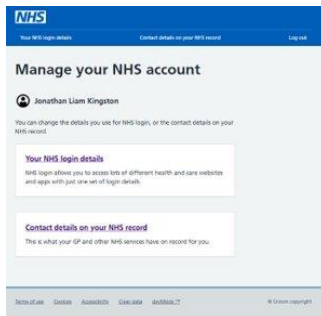 NHS
Your NHS login details Contact details on your NHS record Log out
Manage your NHS account
Jonathan Liam Kingston
You can change the details you use for NHS login, or the contact details on your
NHS record.
Your NHS login details
NHS login allows you to access lots of different health and care websites
and apps with just one set of login details.
Contact details on your NHS record
This is what your GP and other NHS services have on record for you.
Terms of use Cookies Accessibility User data
© Crown copyright